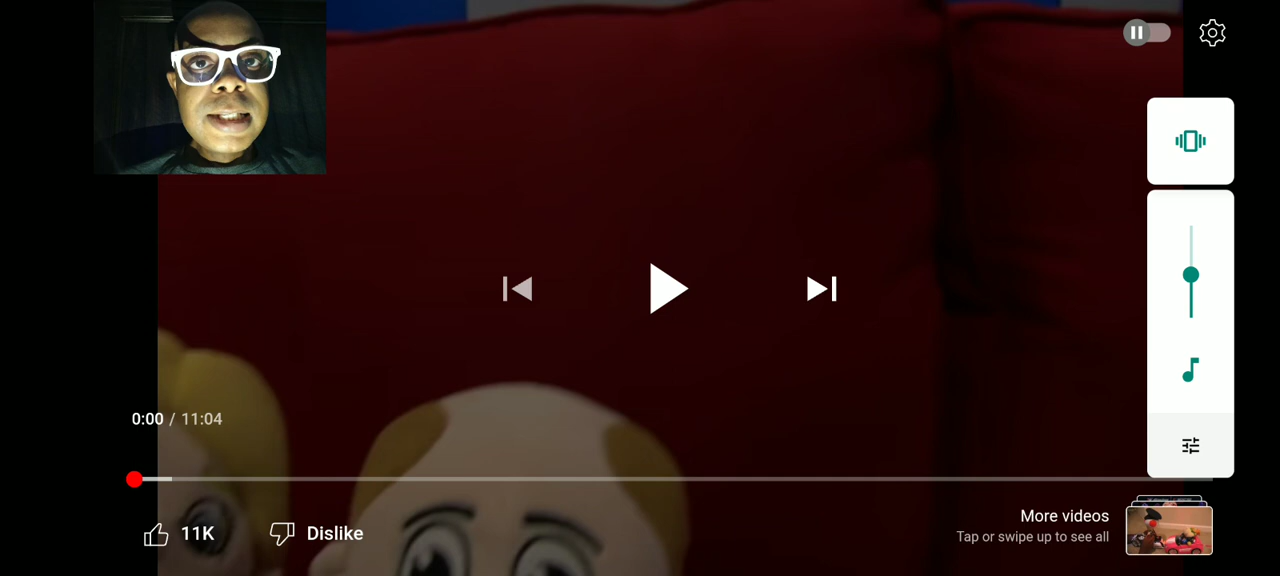 0:00 / 11:04
11K
Dislike
More videos
Tap or swipe up to see all